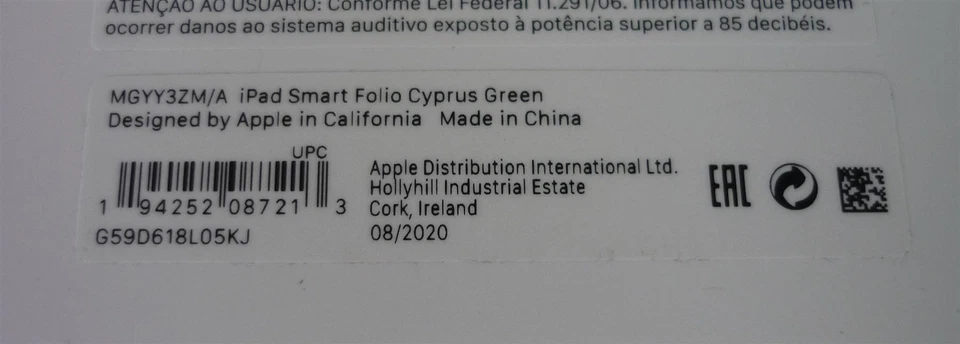 ATENÇÃO AO USUÁRIO: Conforme Lei Federal 11.291/06. Informamos que podem
ocorrer danos ao sistema auditivo exposto à potência superior a 85 decibéis.
MGYY3ZM/A iPad Smart Folio Cyprus Green
Designed by Apple in California Made in China
UPC
1 94252 08721 3
G59D618L05KJ
Apple Distribution International Ltd.
Hollyhill Industrial Estate
Cork, Ireland
08/2020
EAC